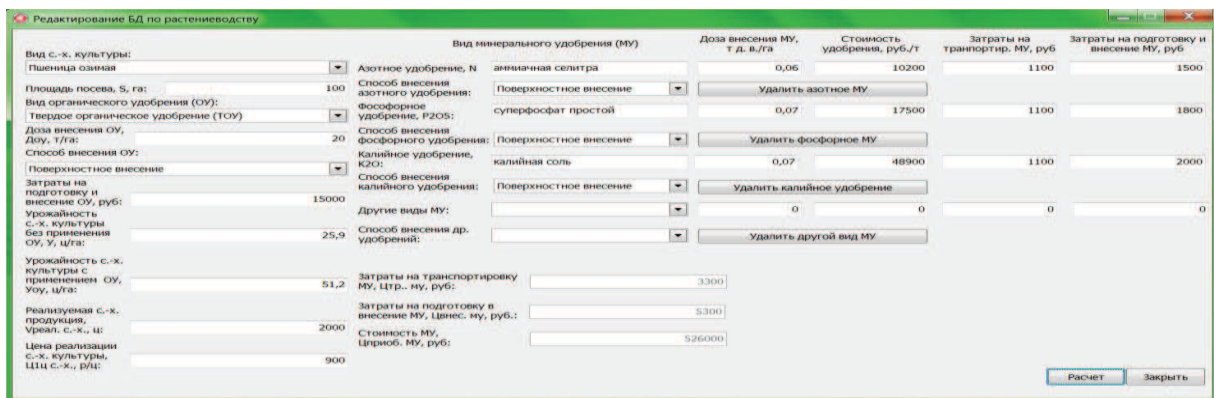 Редактирование БД по растениеводству
Вид с.-х. культуры:
Пшеница озимая
Площадь посева, S, га: 100
Вид органического удобрения (ОУ):
Твердое органическое удобрение (ТОУ)
Доза внесения ОУ,
Доу, т/га: 20
Способ внесения ОУ:
Поверхностное внесение
Затраты на
подготовку и
внесение ОУ, руб: 15000
Урожайность
с.-х. культуры
без применения
ОУ, У, ц/га: 25,9
Урожайность с.-х.
культуры с
применением ОУ,
Уоу, ц/га: 51,2
Реализуемая с.-х.
продукция,
Vреал. с.-х., ц: 2000
Цена реализации
с.-х. культуры,
Ц1ц с.-х., р/ц: 900
Вид минерального удобрения (МУ)
Доза внесения МУ,
т д. в./га
Стоимость
удобрения, руб./т
Затраты на
транпортир. МУ, руб
Затраты на подготовку и
внесение МУ, руб
Азотное удобрение, N аммиачная селитра 0,06 10200 1100 1500
Способ внесения
азотного удобрения: Поверхностное внесение Удалить азотное МУ
Фософорное
удобрение, P2O5: суперфосфат простой 0,07 17500 1100 1800
Способ внесения
фосфорного удобрения: Поверхностное внесение Удалить фосфорное МУ
Калийное удобрение,
K2O: калийная соль 0,07 48900 1100 2000
Способ внесения
калийного удобрения: Поверхностное внесение Удалить калийное удобрение
Другие виды МУ: 0 0 0 0
Способ внесения др.
удобрений: Удалить другой вид МУ
Затраты на транспортировку
МУ, Цтр.. му, руб: 3300
Затраты на подготовку в
внесение МУ, Цвнес. му, руб.: 5300
Стоимость МУ,
Цприоб. МУ, руб: 526000
Расчет Закрыть